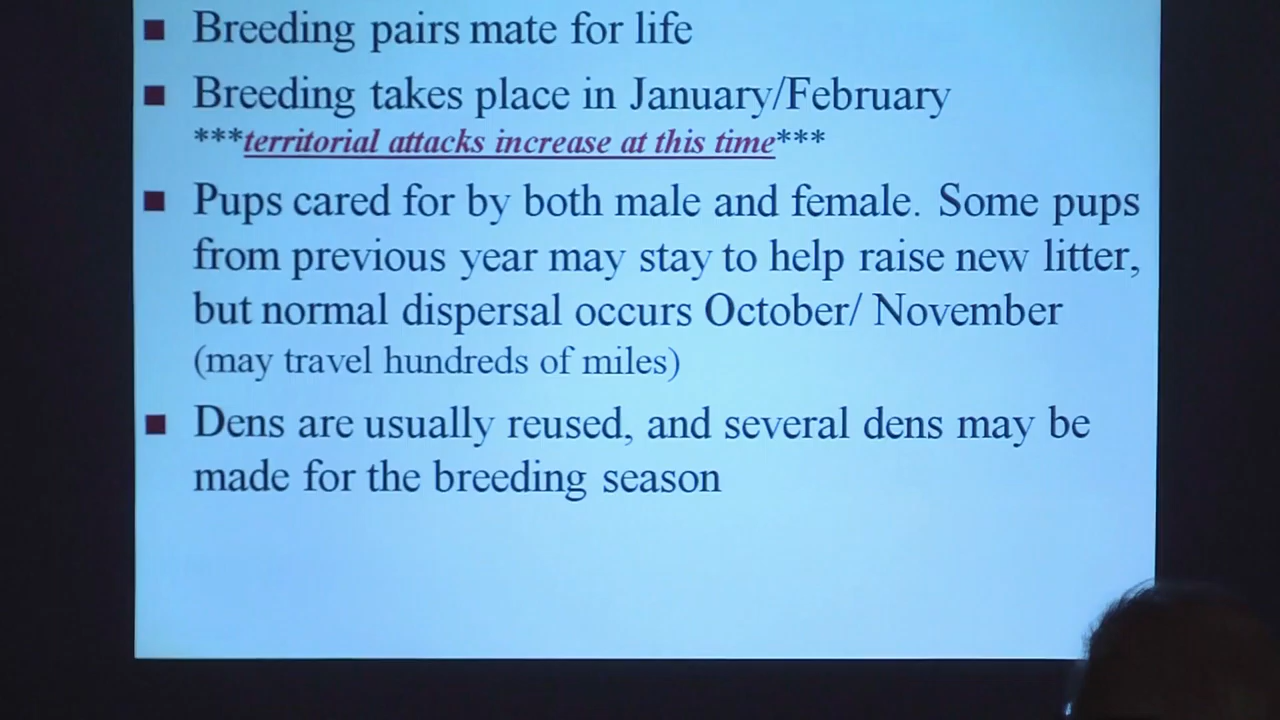 Breeding pairs mate for life
Breeding takes place in January/February
***territorial attacks increase at this time***
Pups cared for by both male and female. Some pups
from previous year may stay to help raise new litter,
but normal dispersal occurs October/ November
(may travel hundreds of miles)
Dens are usually reused, and several dens may be
made for the breeding season